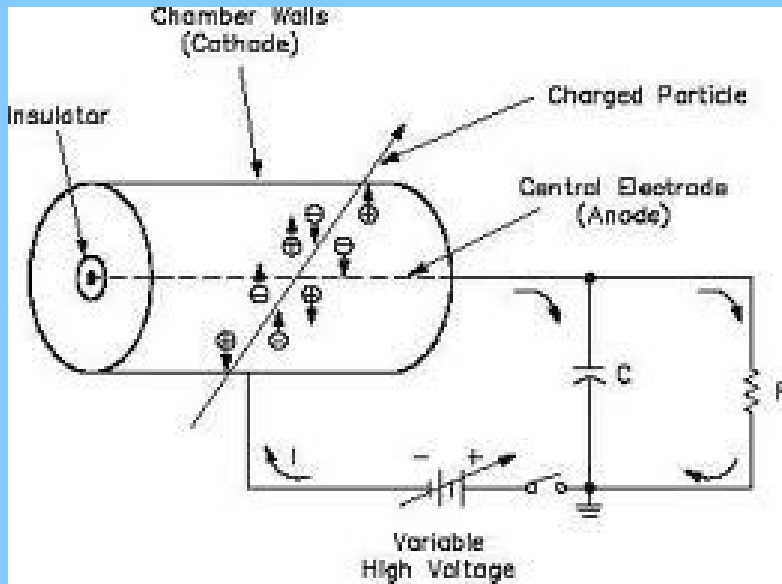 Chamber Walls
(Cathode)
Insulator
Charged Particle
Central Electrode
(Anode)
C
R
I
- +
Variable
High Voltage